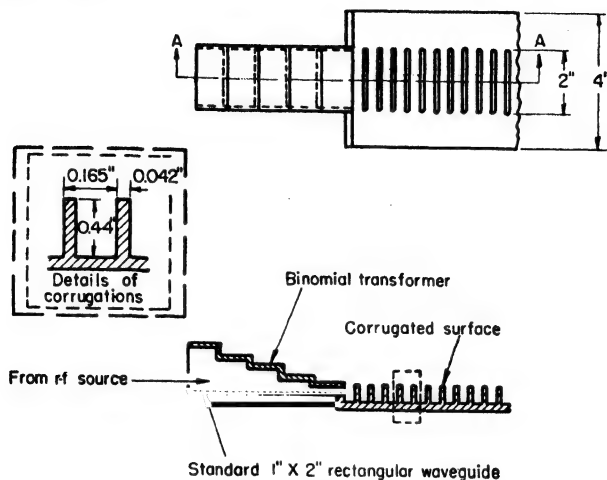 A
A
2"
4"
0.165"
0.042"
0.44"
Details of
corrugations
Binomial transformer
Corrugated surface
From r-f source
Standard 1" X 2" rectangular waveguide